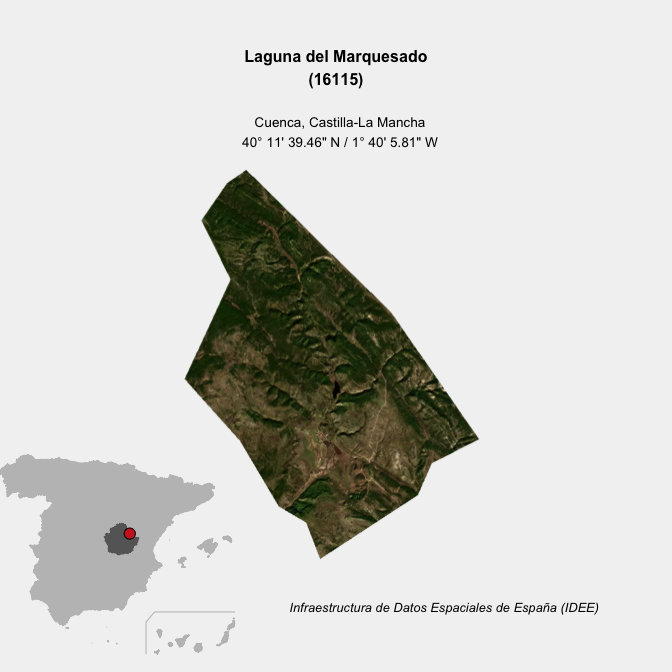 Laguna del Marquesado
(16115)
Cuenca, Castilla-La Mancha
40° 11' 39.46" N / 1° 40' 5.81" W
Infraestructura de Datos Espaciales de España (IDEE)